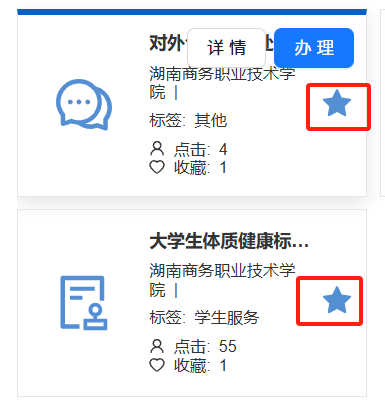 对外
处
详 情
办 理
湖南商务职业技术学
院 |
标签: 其他
点击: 4
收藏: 1
大学生体质健康标...
湖南商务职业技术学
院 |
标签: 学生服务
点击: 55
收藏: 1